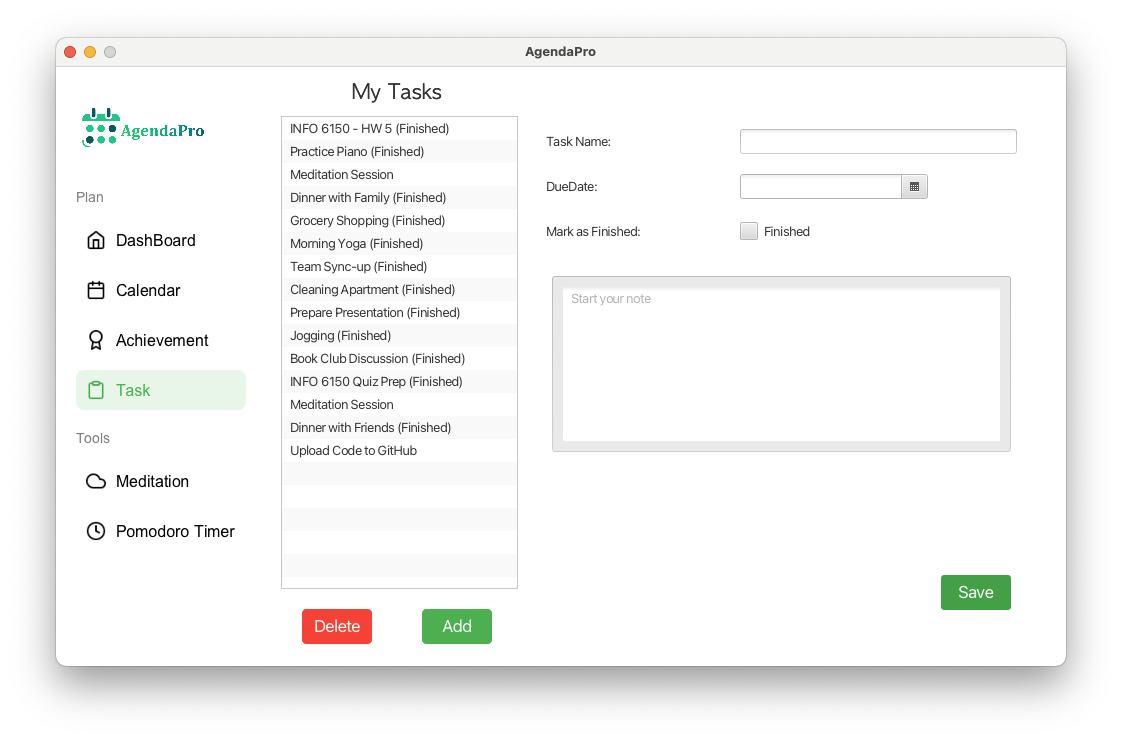 AgendaPro
AgendaPro
Plan
DashBoard
Calendar
Achievement
Task
Tools
Meditation
Pomodoro Timer
My Tasks
INFO 6150 - HW 5 (Finished)
Practice Piano (Finished)
Meditation Session
Dinner with Family (Finished)
Grocery Shopping (Finished)
Morning Yoga (Finished)
Team Sync-up (Finished)
Cleaning Apartment (Finished)
Prepare Presentation (Finished)
Jogging (Finished)
Book Club Discussion (Finished)
INFO 6150 Quiz Prep (Finished)
Meditation Session
Dinner with Friends (Finished)
Upload Code to GitHub
Delete
Add
Task Name:
DueDate:
Mark as Finished:
Finished
Start your note
Save